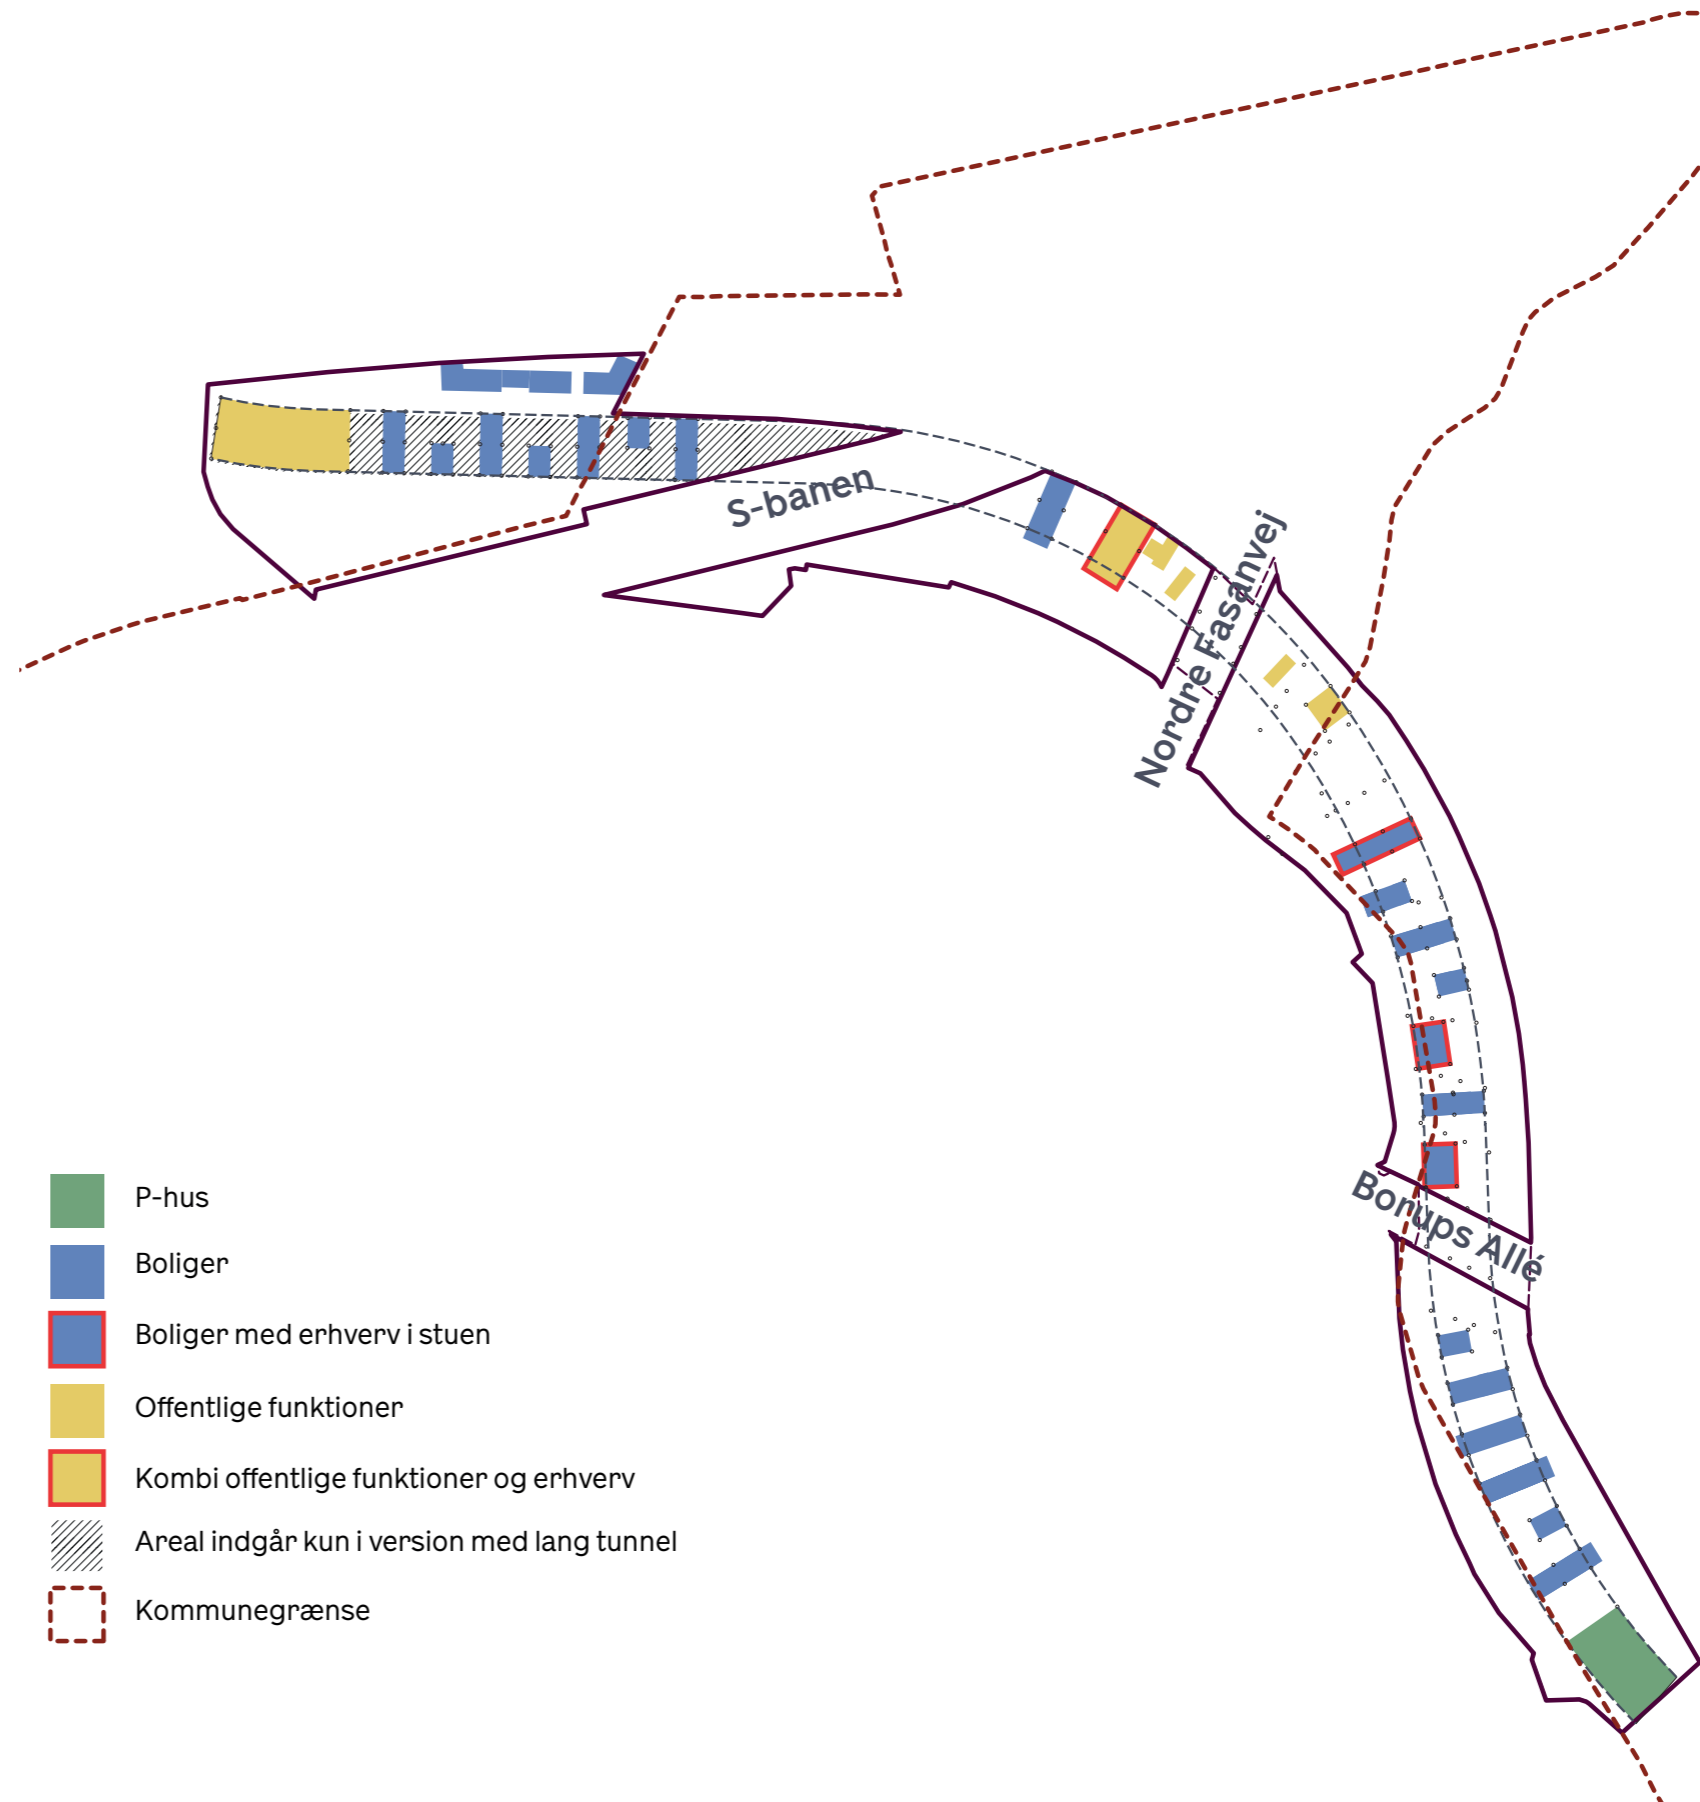 S-banen
Nordre Fasanvej
Borups Allé
P-hus
Boliger
Boliger med erhverv i stuen
Offentlige funktioner
Kombi offentlige funktioner og erhverv
Areal indgår kun i version med lang tunnel
Kommunegrænse